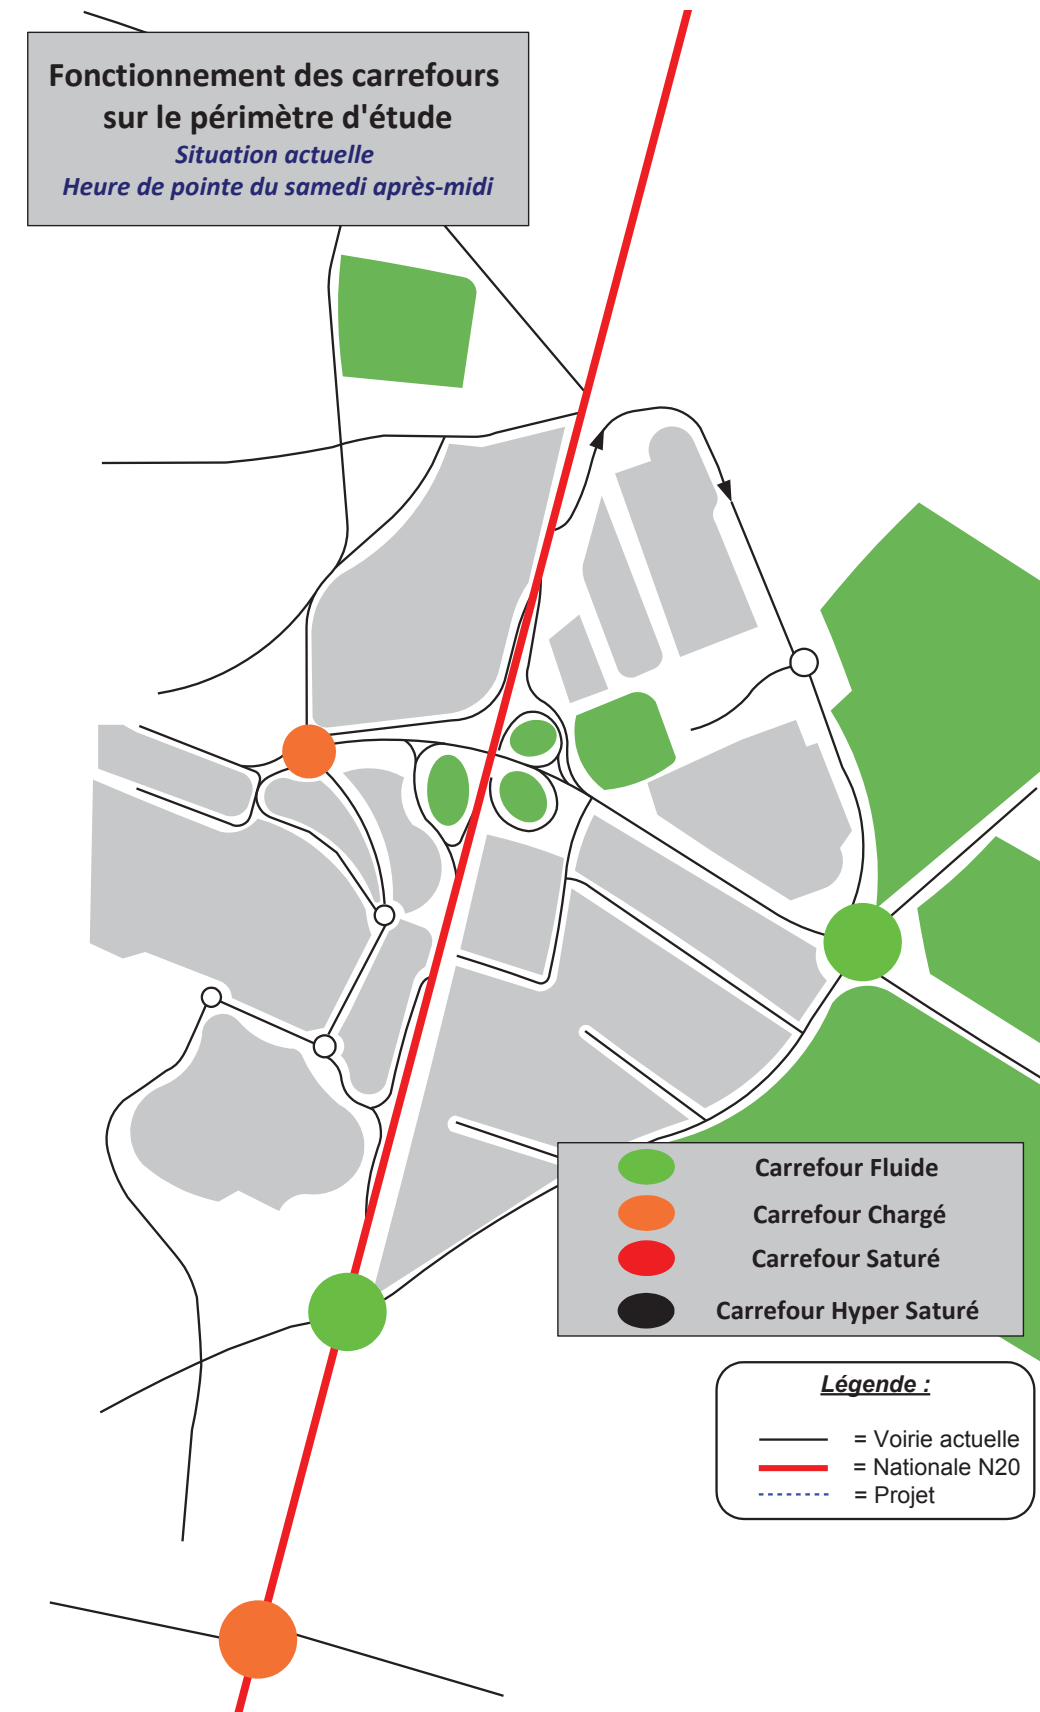 Fonctionnement des carrefours
sur le périmètre d'étude
Situation actuelle
Heure de pointe du samedi après-midi
Carrefour Fluide
Carrefour Chargé
Carrefour Saturé
Carrefour Hyper Saturé
Légende :
= Voirie actuelle
= Nationale N20
= Projet